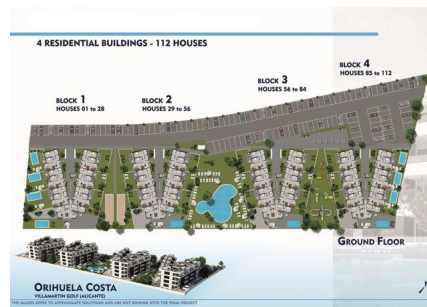 4 RESIDENTIAL BUILDINGS - 112 HOUSES
BLOCK 1
HOUSES 01 to 28
BLOCK 2
HOUSES 29 to 56
BLOCK 3
HOUSES 56 to 84
BLOCK 4
HOUSES 85 to 112
GROUND FLOOR
ORIHUELA COSTA
VILLAMARTÍN GOLF (ALICANTE)
THE IMAGES REFER TO APPROXIMATE SOLUTIONS AND ARE NOT BINDING WITH THE FINAL PROJECT